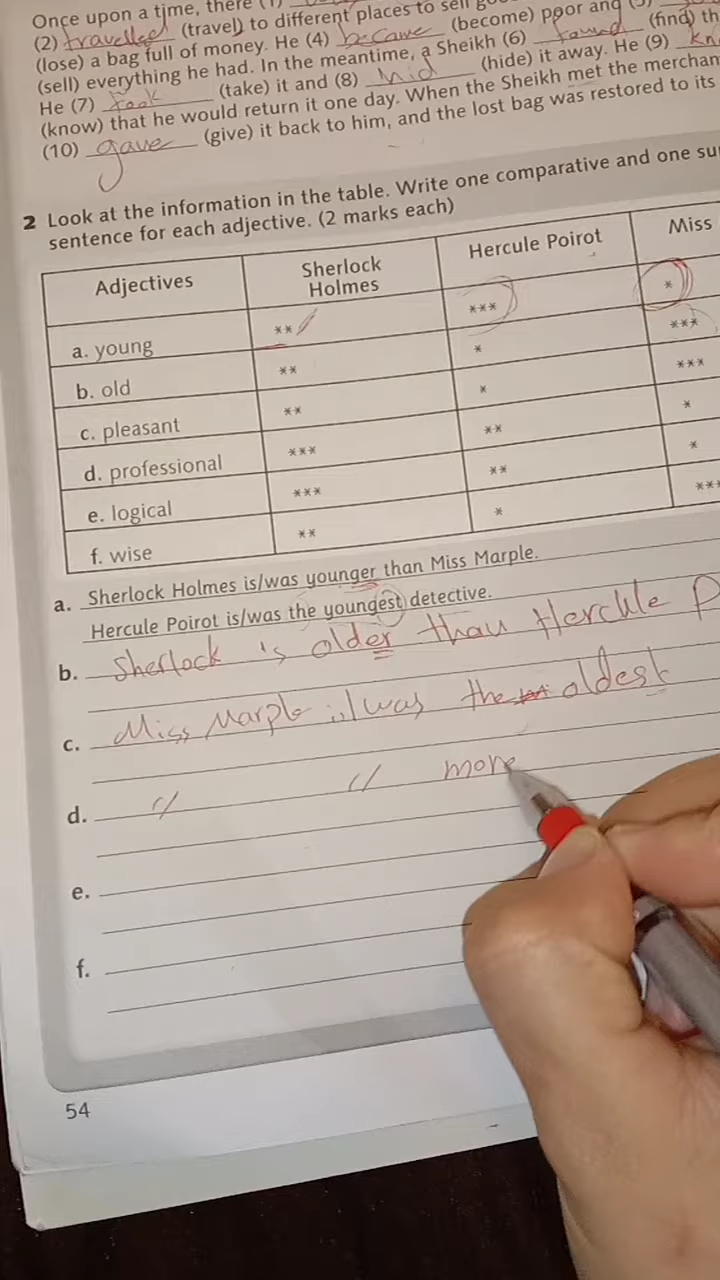 Once upon a time, there (1)
(2) travelled (travel) to different places to sell
(lose) a bag full of money. He (4) became (become) poor and (5)
(sell) everything he had. In the meantime, a Sheikh (6) found (find)
He (7) took (take) it and (8) hid (hide) it away. He (9)
(know) that he would return it one day. When the Sheikh met the
(10) gave (give) it back to him, and the lost bag was restored to its
2 Look at the information in the table. Write one comparative and one
sentence for each adjective. (2 marks each)
Adjectives Sherlock Holmes Hercule Poirot Miss
a. young ** *** *
b. old ** * ***
c. pleasant ** * ***
d. professional *** ** *
e. logical *** ** *
f. wise ** * ***
a. Sherlock Holmes is/was younger than Miss Marple.
Hercule Poirot is/was the youngest detective.
b. Sherlock is older than Hercule P
c. Miss Marple is/was the oldest
d. // // more
e.
f.
54